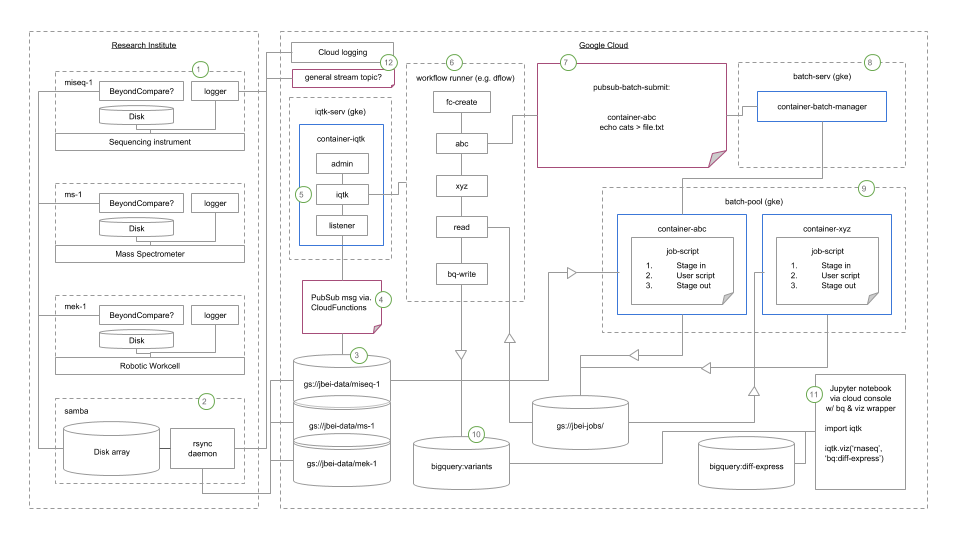 Research Institute
miseq-1
1
BeyondCompare?
logger
Disk
Sequencing instrument
ms-1
BeyondCompare?
logger
Disk
Mass Spectrometer
mek-1
BeyondCompare?
logger
Disk
Robotic Workcell
samba
2
Disk array
rsync
daemon
Google Cloud
Cloud logging
12
general stream topic?
iqtk-serv (gke)
container-iqtk
admin
5
iqtk
listener
PubSub msg via.
CloudFunctions
4
3
gs://jbei-data/miseq-1
gs://jbei-data/ms-1
gs://jbei-data/mek-1
6
workflow runner (e.g. dflow)
fc-create
abc
xyz
read
bq-write
7
pubsub-batch-submit:
container-abc
echo cats > file.txt
8
batch-serv (gke)
container-batch-manager
9
batch-pool (gke)
container-abc
job-script
1. Stage in
2. User script
3. Stage out
container-xyz
job-script
1. Stage in
2. User script
3. Stage out
gs://jbei-jobs/
10
bigquery:variants
bigquery:diff-express
11
Jupyter notebook
via cloud console
w/ bq & viz wrapper
import iqtk
iqtk.viz('rnaseq',
'bq:diff-express')